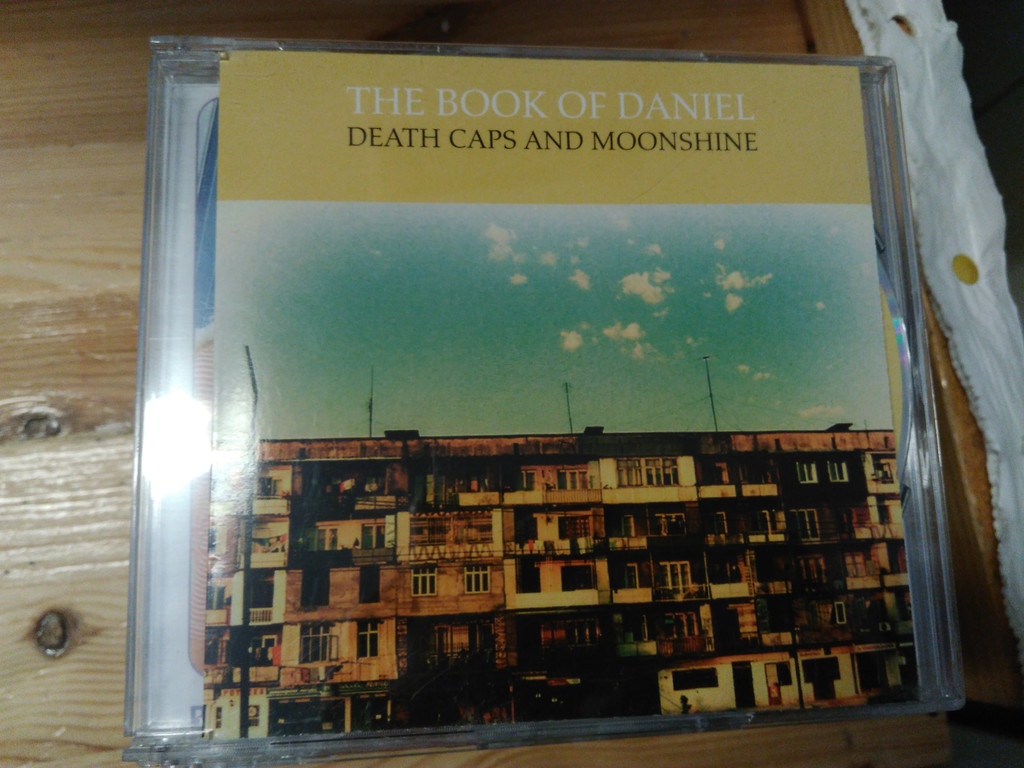 THE BOOK OF DANIEL
DEATH CAPS AND MOONSHINE